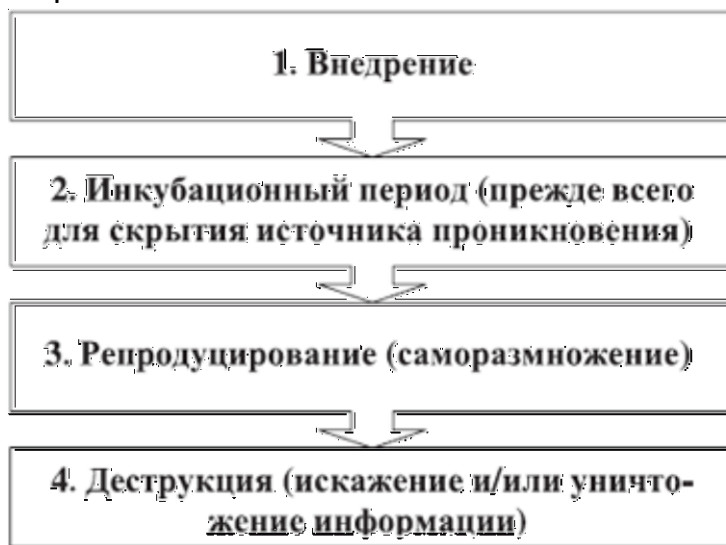 1. Внедрение
2. Инкубационный период (прежде всего
для скрытия источника проникновения)
3. Репродуцирование (саморазмножение)
4. Деструкция (искажение и/или уничто-
жение информации)